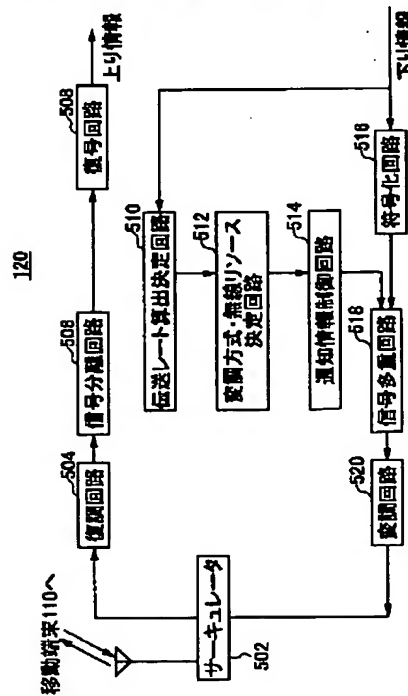 120
移動端末110へ
サーキュレータ
502
504
復調回路
508
信号分離回路
508
復号回路
上り情報
510
伝送レート算出決定回路
512
変調方式・無線リソース
決定回路
514
通知情報制御回路
516
符号化回路
下り情報
518
信号多重回路
520
変調回路